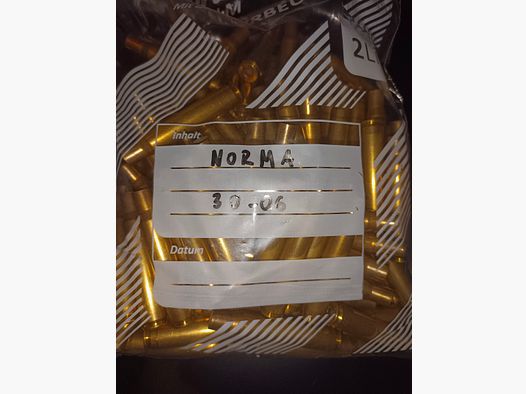 2L
Inhalt
NORMA
30-06
Datum